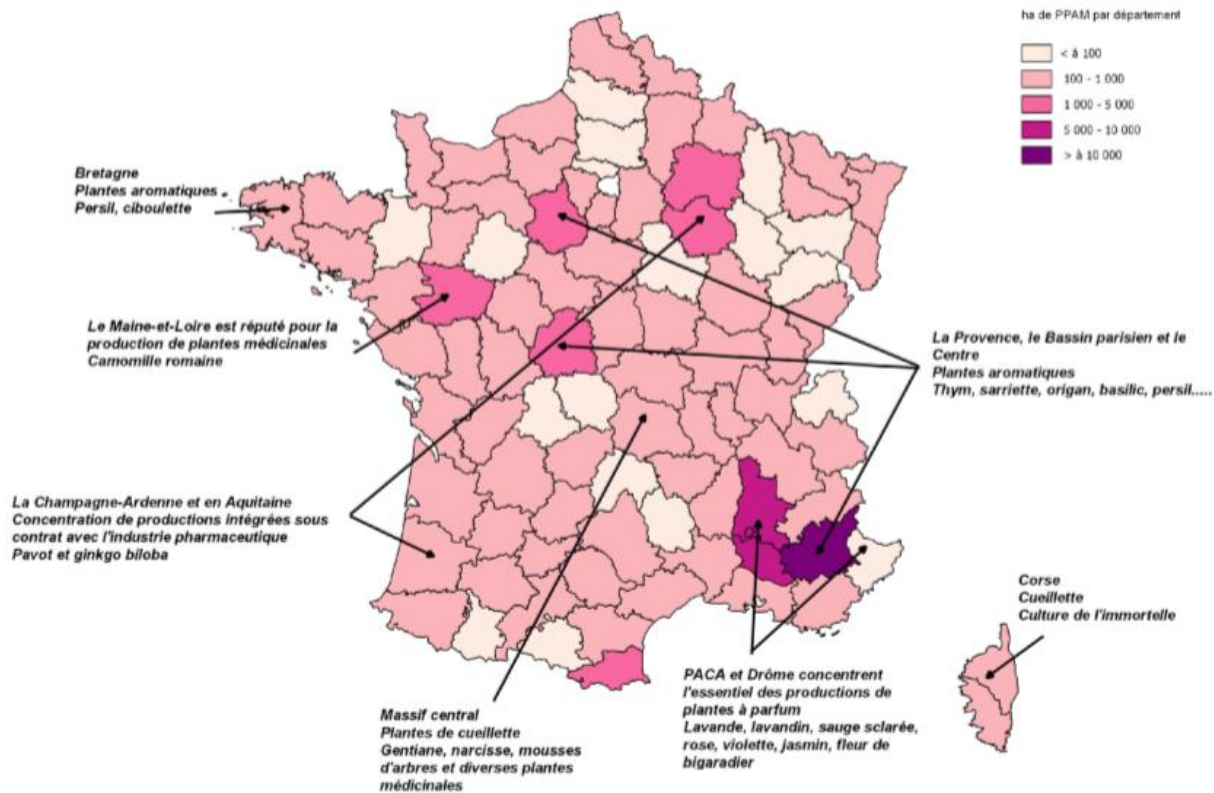 ha de PPAM par département
< à 100
100 - 1 000
1 000 - 5 000
5 000 - 10 000
> à 10 000
Bretagne
Plantes aromatiques
Persil, ciboulette
Le Maine-et-Loire est réputé pour la
production de plantes médicinales
Camomille romaine
La Provence, le Bassin parisien et le
Centre
Plantes aromatiques
Thym, sarriette, origan, basilic, persil.....
La Champagne-Ardenne et en Aquitaine
Concentration de productions intégrées sous
contrat avec l'industrie pharmaceutique
Pavot et ginkgo biloba
Corse
Cueillette
Culture de l'immortelle
PACA et Drôme concentrent
l'essentiel des productions de
plantes à parfum
Lavande, lavandin, sauge sclarée,
rose, violette, jasmin, fleur de
bigaradier
Massif central
Plantes de cueillette
Gentiane, narcisse, mousses
d'arbres et diverses plantes
médicinales